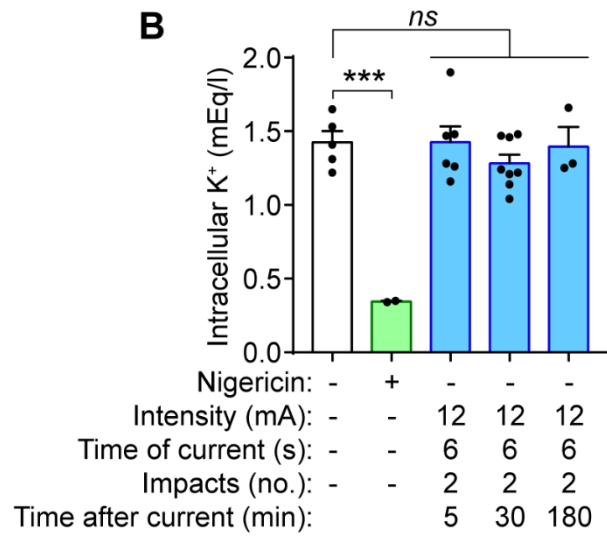 B
ns
***
Intracellular K⁺ (mEq/l)
2.0
1.5
1.0
0.5
0.0
Nigericin: - + - - -
Intensity (mA): - - 12 12 12
Time of current (s): - - 6 6 6
Impacts (no.): - - 2 2 2
Time after current (min): 5 30 180